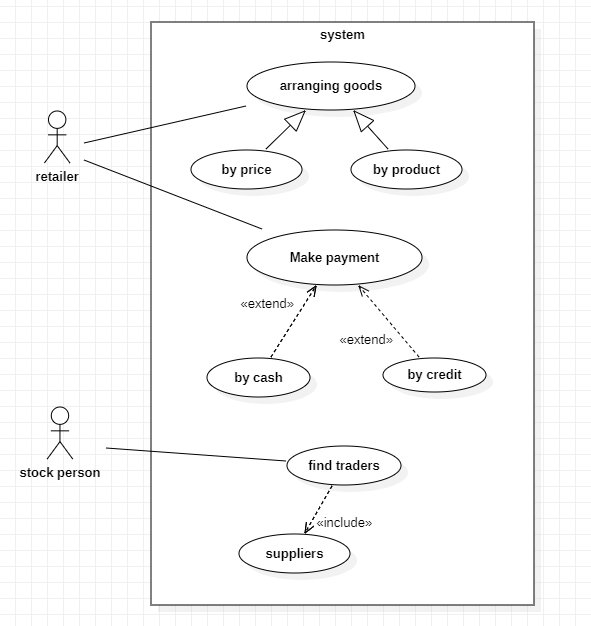 system
arranging goods
by price
by product
retailer
Make payment
«extend»
«extend»
by cash
by credit
find traders
stock person
«include»
suppliers